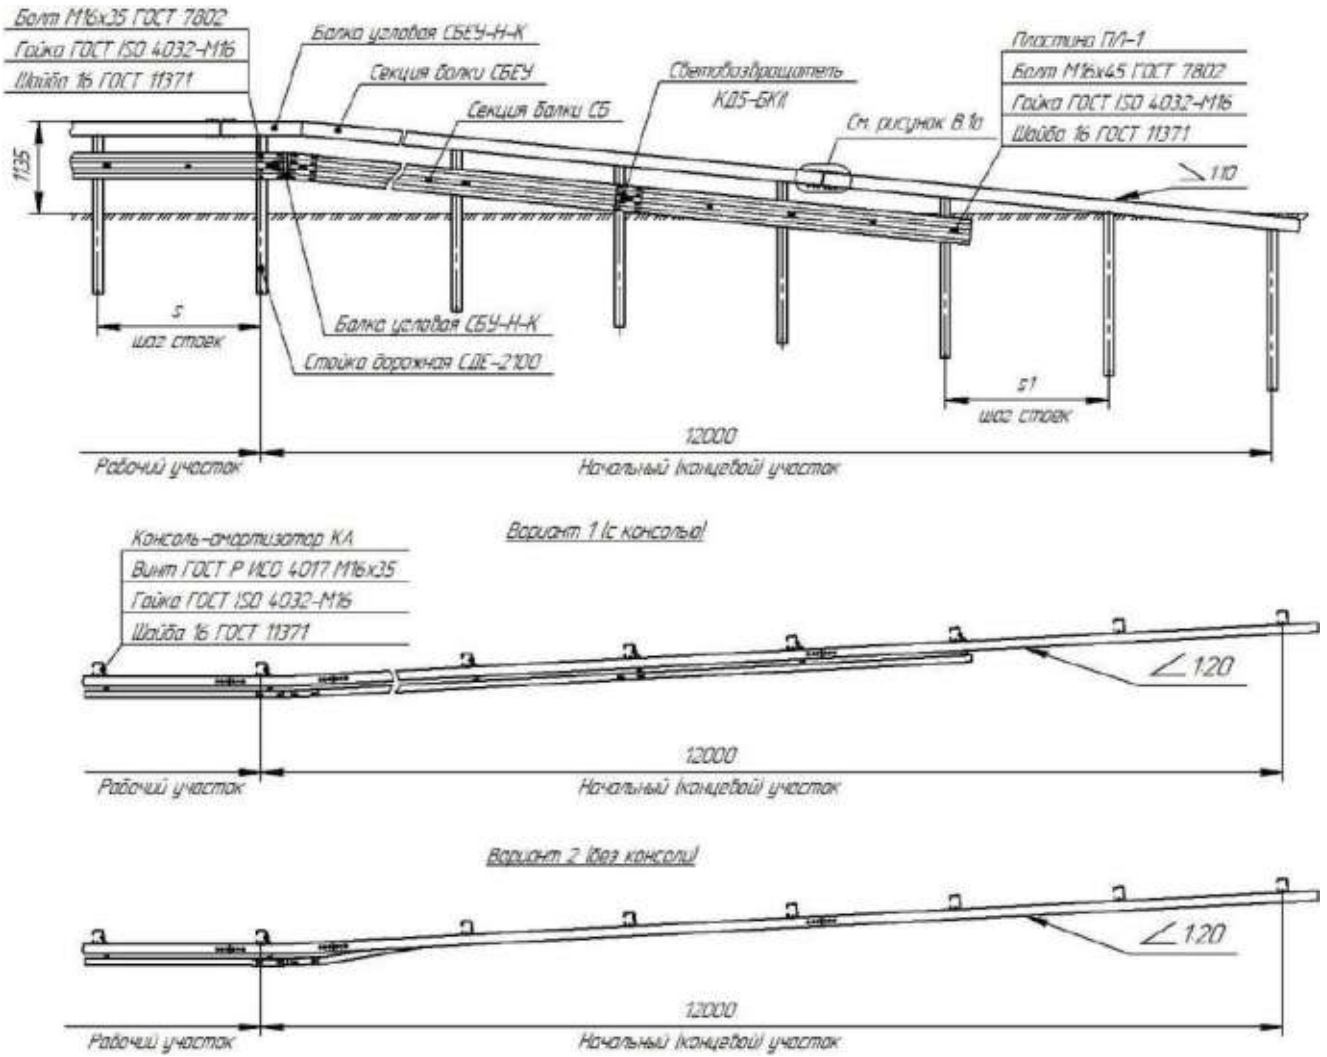 Болт М16х35 ГОСТ 7802
Гайка ГОСТ ISO 4032-М16
Шайба 16 ГОСТ 11371
Балка угловая СБЕУ-Н-К
Секция балки СБЕУ
Секция балки СБ
Световозвращатель
КД5-БКЛ
См. рисунок В.1а
Пластина ПЛ-1
Болт М16х45 ГОСТ 7802
Гайка ГОСТ ISO 4032-М16
Шайба 16 ГОСТ 11371
1:10
1135
s
шаг стоек
Балка угловая СБУ-Н-К
Стойка дорожная СДЕ-2100
s1
шаг стоек
12000
Рабочий участок
Начальный (концевой) участок
Вариант 1 (с консолью)
Консоль-амортизатор КА
Винт ГОСТ Р ИСО 4017 М16х35
Гайка ГОСТ ISO 4032-М16
Шайба 16 ГОСТ 11371
1:20
12000
Рабочий участок
Начальный (концевой) участок
Вариант 2 (без консоли)
1:20
12000
Рабочий участок
Начальный (концевой) участок